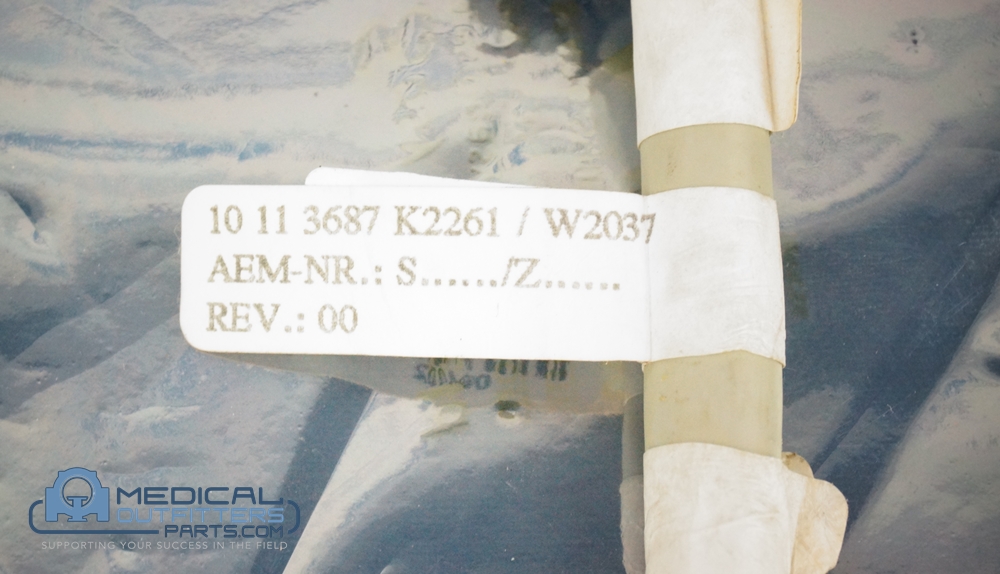 10 11 3687 K2261 / W2037
AEM-NR.: S....../Z......
REV.: 00
MEDICAL
OUTFITTERS
PARTS.COM
SUPPORTING YOUR SUCCESS IN THE FIELD